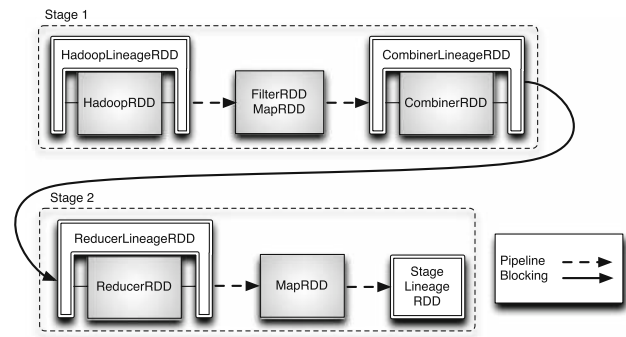 Stage 1
HadoopLineageRDD
HadoopRDD
FilterRDD
MapRDD
CombinerLineageRDD
CombinerRDD
Stage 2
ReducerLineageRDD
ReducerRDD
MapRDD
Stage
Lineage
RDD
Pipeline
Blocking